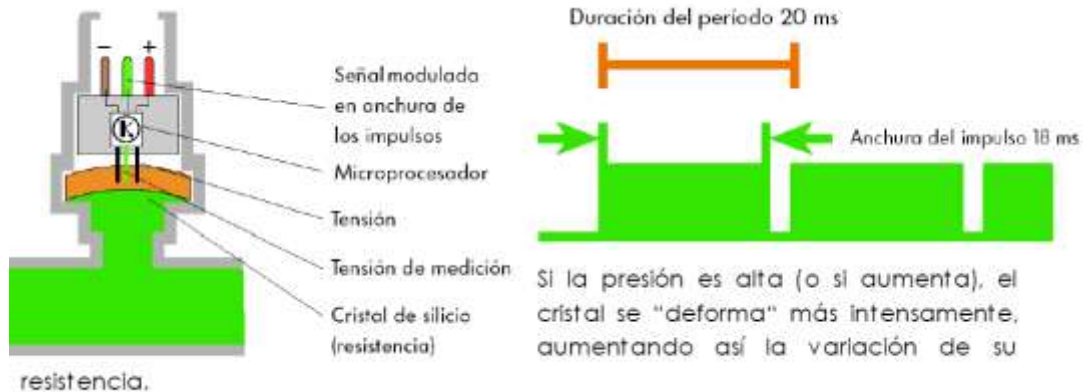 − +
Señal modulada
en anchura de
los impulsos
Microprocesador
Tensión
Tensión de medición
Cristal de silicio
(resistencia)
Duración del período 20 ms
Anchura del impulso 18 ms
Si la presión es alta (o si aumenta), el
cristal se "deforma" más intensamente,
aumentando así la variación de su
resistencia.